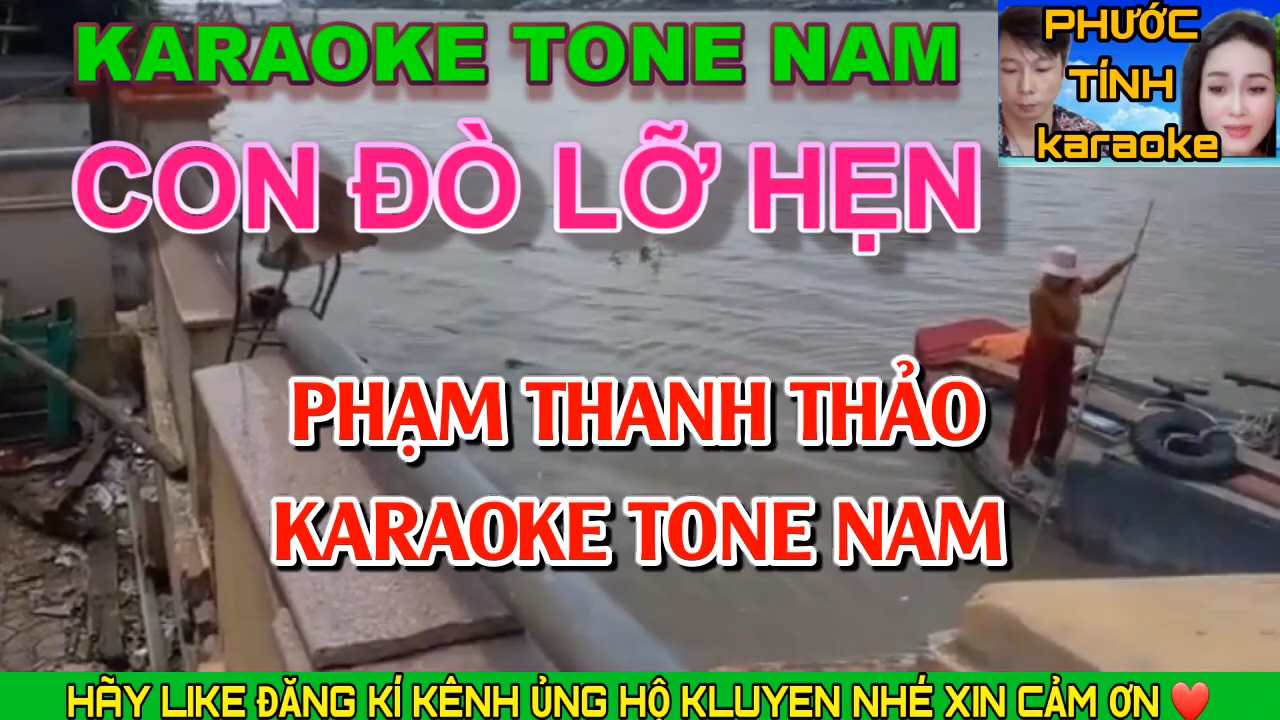 KARAOKE TONE NAM
PHƯỚC
TÍNH
karaoke
CON ĐÒ LỠ HẸN
PHẠM THANH THẢO
KARAOKE TONE NAM
HÃY LIKE ĐĂNG KÍ KÊNH ỦNG HỘ KLUYEN NHÉ XIN CẢM ƠN ❤️